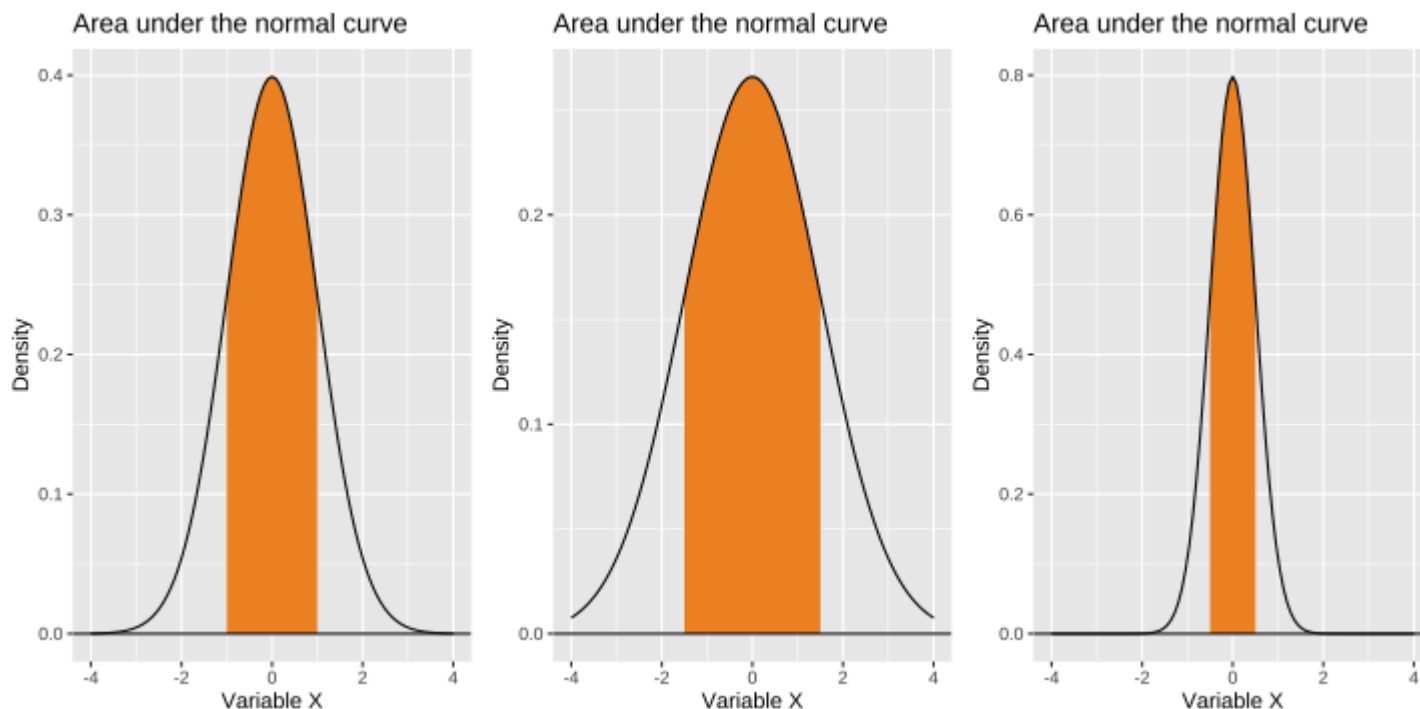 Area under the normal curve
0.4
0.3
0.2
0.1
0.0
Density
-4 -2 0 2 4
Variable X
Area under the normal curve
0.2
0.1
0.0
Density
-4 -2 0 2 4
Variable X
Area under the normal curve
0.8
0.6
0.4
0.2
0.0
Density
-4 -2 0 2 4
Variable X